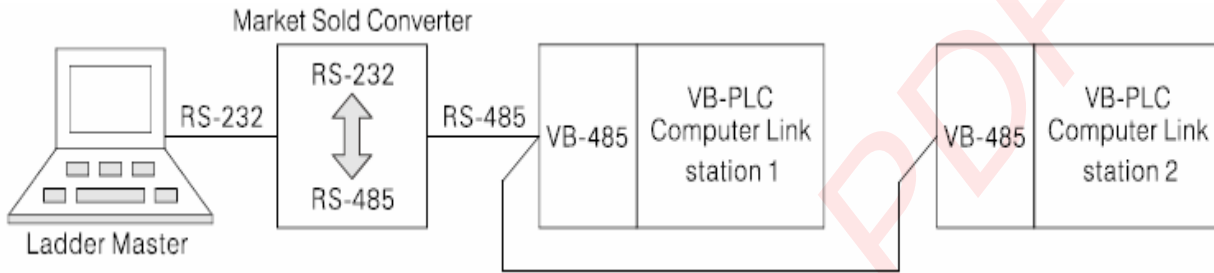 Market Sold Converter
RS-232
RS-232
RS-485
RS-485
Ladder Master
VB-485
VB-PLC
Computer Link
station 1
VB-485
VB-PLC
Computer Link
station 2
PDF